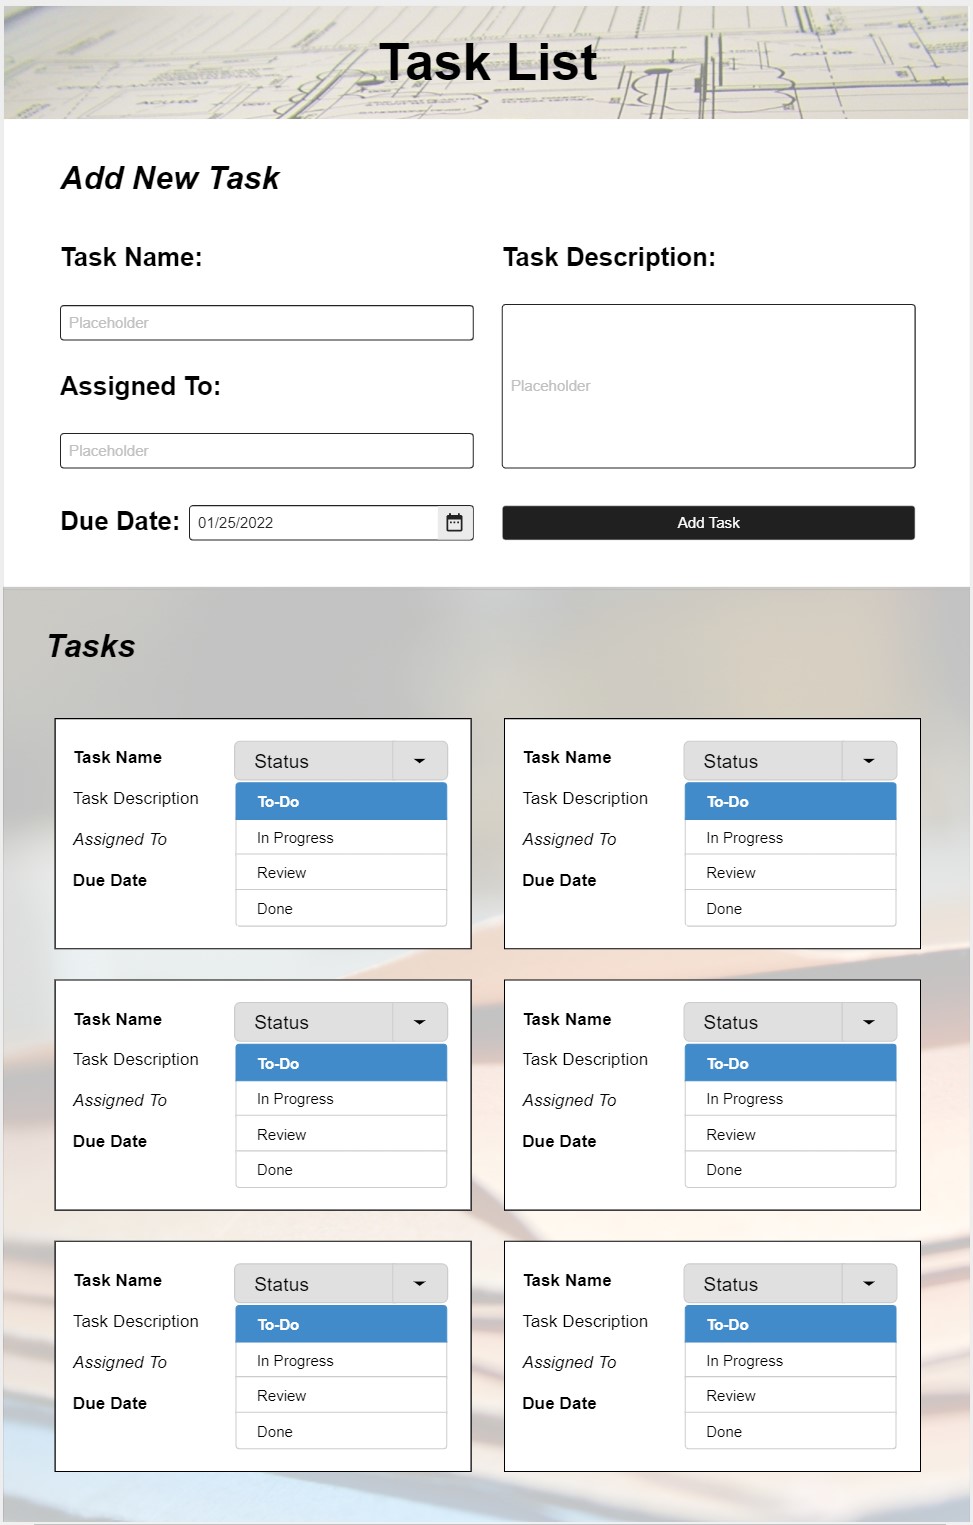 Task List
Add New Task
Task Name:
Placeholder
Assigned To:
Placeholder
Due Date: 01/25/2022
Task Description:
Placeholder
Add Task
Tasks
Task Name
Task Description
Assigned To
Due Date
Status
To-Do
In Progress
Review
Done
Task Name
Task Description
Assigned To
Due Date
Status
To-Do
In Progress
Review
Done
Task Name
Task Description
Assigned To
Due Date
Status
To-Do
In Progress
Review
Done
Task Name
Task Description
Assigned To
Due Date
Status
To-Do
In Progress
Review
Done
Task Name
Task Description
Assigned To
Due Date
Status
To-Do
In Progress
Review
Done
Task Name
Task Description
Assigned To
Due Date
Status
To-Do
In Progress
Review
Done